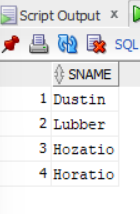 Script Output ×
SQL
SNAME
1 Dustin
2 Lubber
3 Hozatio
4 Horatio